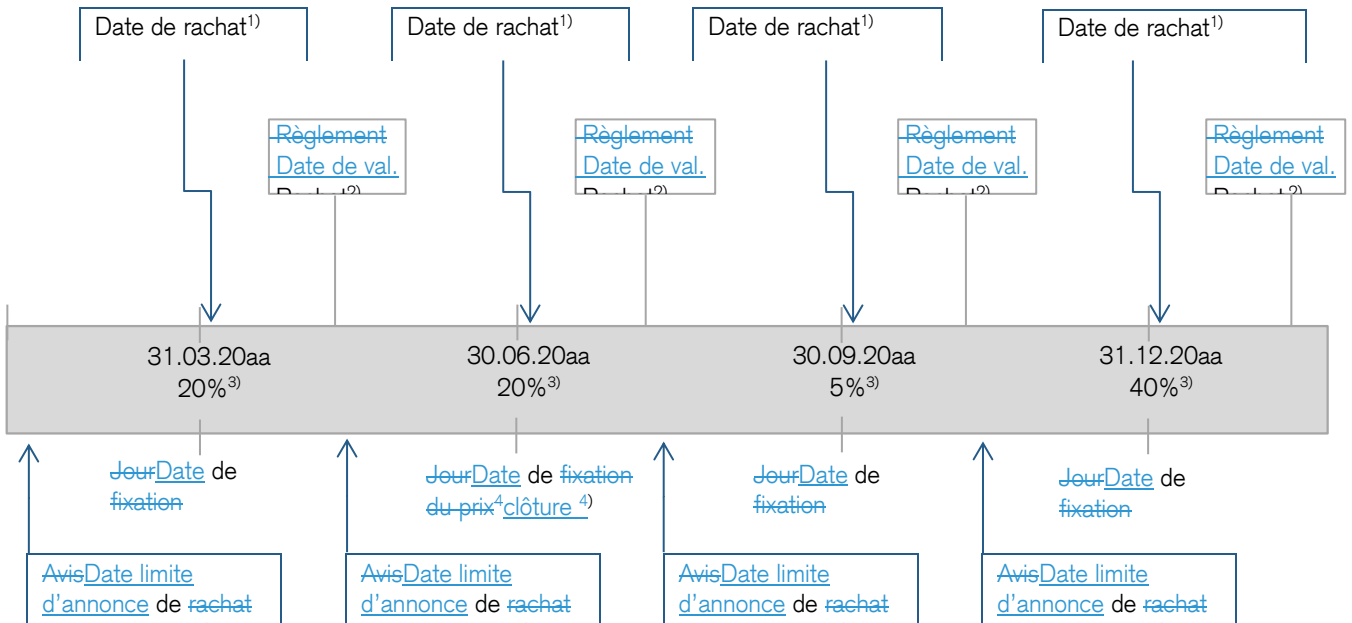 Date de rachat1)
Date de rachat1)
Date de rachat1)
Date de rachat1)
Règlement
Date de val.
Rachat2)
Règlement
Date de val.
Rachat2)
Règlement
Date de val.
Rachat2)
Règlement
Date de val.
Rachat2)
31.03.20aa
20%3)
30.06.20aa
20%3)
30.09.20aa
5%3)
31.12.20aa
40%3)
JourDate de
fixation
JourDate de fixation
du prix4clôture 4)
JourDate de
fixation
JourDate de
fixation
AvisDate limite
d’annonce de rachat
AvisDate limite
d’annonce de rachat
AvisDate limite
d’annonce de rachat
AvisDate limite
d’annonce de rachat